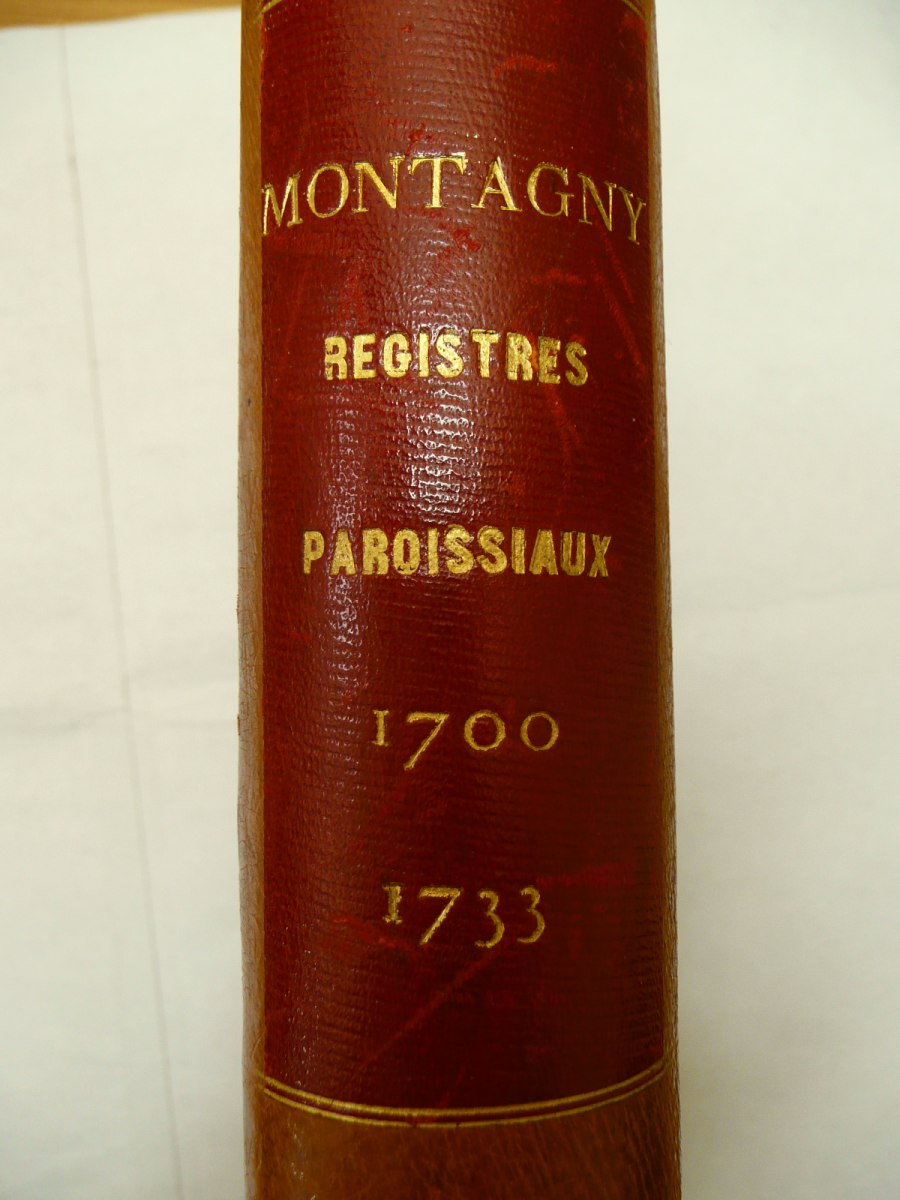 MONTAGNY
REGISTRES
PAROISSIAUX
1700
1733